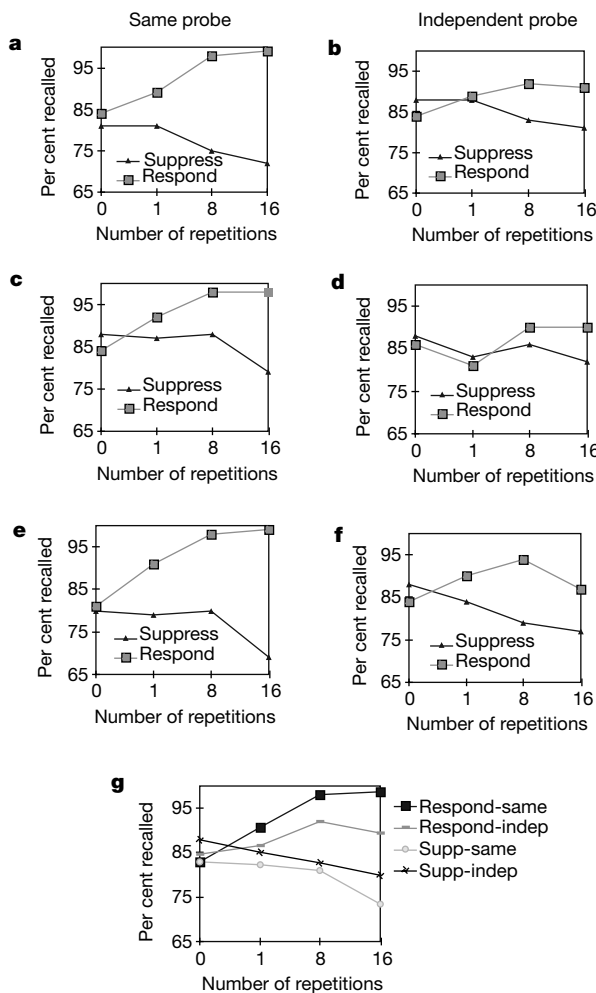 Same probe
Independent probe
a
Per cent recalled
95
85
75
65
Suppress
Respond
0 1 8 16
Number of repetitions
b
Per cent recalled
95
85
75
65
Suppress
Respond
0 1 8 16
Number of repetitions
c
Per cent recalled
95
85
75
65
Suppress
Respond
0 1 8 16
Number of repetitions
d
Per cent recalled
95
85
75
65
Suppress
Respond
0 1 8 16
Number of repetitions
e
Per cent recalled
95
85
75
65
Suppress
Respond
0 1 8 16
Number of repetitions
f
Per cent recalled
95
85
75
65
Suppress
Respond
0 1 8 16
Number of repetitions
g
Per cent recalled
95
85
75
65
Respond-same
Respond-indep
Supp-same
Supp-indep
0 1 8 16
Number of repetitions